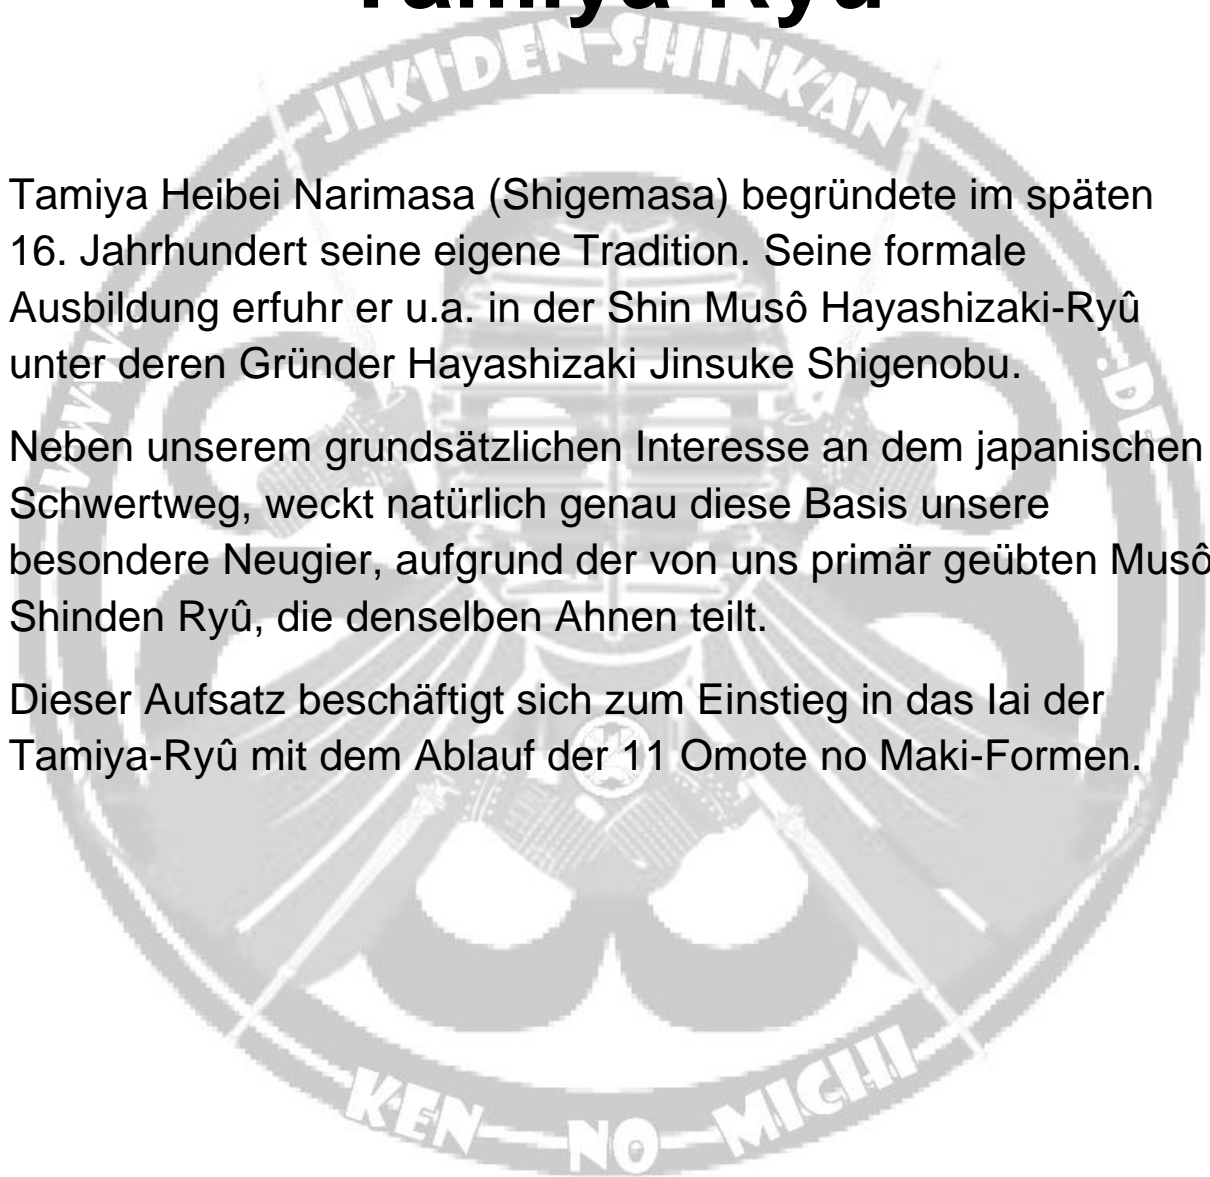 Tamiya-Ryû
JIKIDEN-SHINKAN
Tamiya Heibei Narimasa (Shigemasa) begründete im späten
16. Jahrhundert seine eigene Tradition. Seine formale
Ausbildung erfuhr er u.a. in der Shin Musô Hayashizaki-Ryû
unter deren Gründer Hayashizaki Jinsuke Shigenobu.
WWW.
.DE
Neben unserem grundsätzlichen Interesse an dem japanischen
Schwertweg, weckt natürlich genau diese Basis unsere
besondere Neugier, aufgrund der von uns primär geübten Musô
Shinden Ryû, die denselben Ahnen teilt.
Dieser Aufsatz beschäftigt sich zum Einstieg in das Iai der
Tamiya-Ryû mit dem Ablauf der 11 Omote no Maki-Formen.
KEN-NO-MICHI